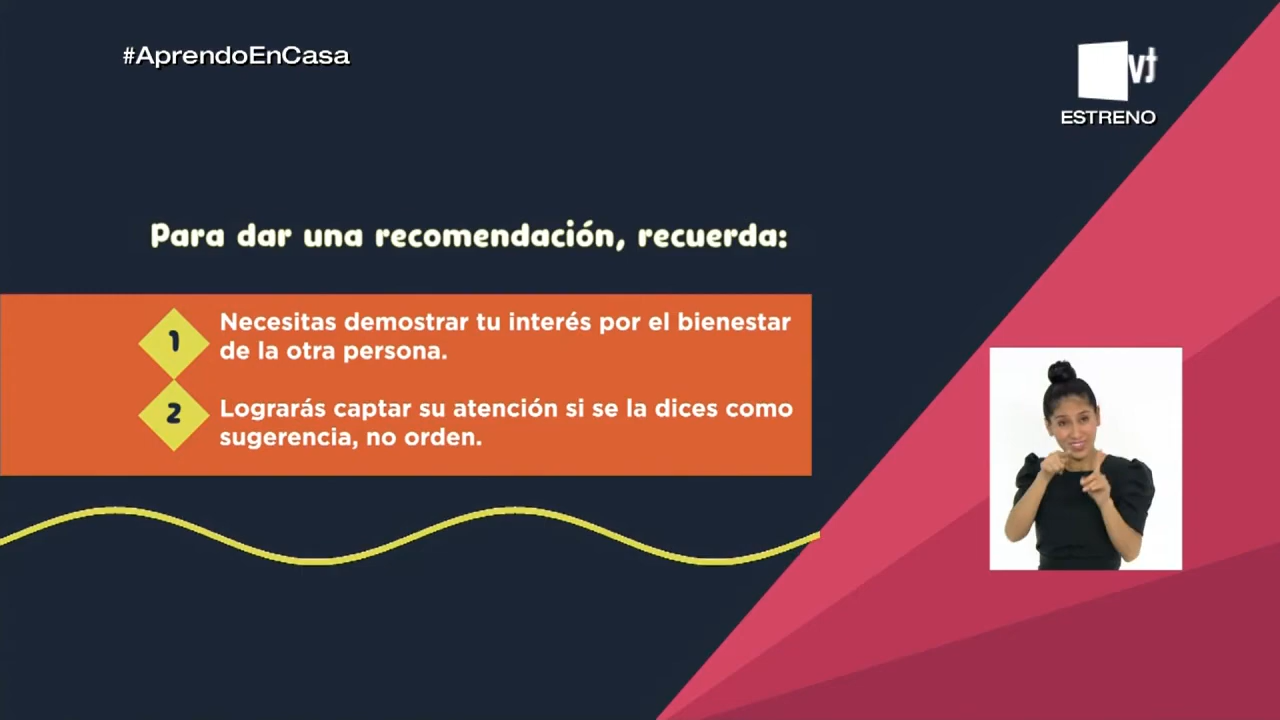 #AprendoEnCasa
ESTRENO
Para dar una recomendación, recuerda:
1
Necesitas demostrar tu interés por el bienestar
de la otra persona.
2
Lograrás captar su atención si se la dices como
sugerencia, no orden.